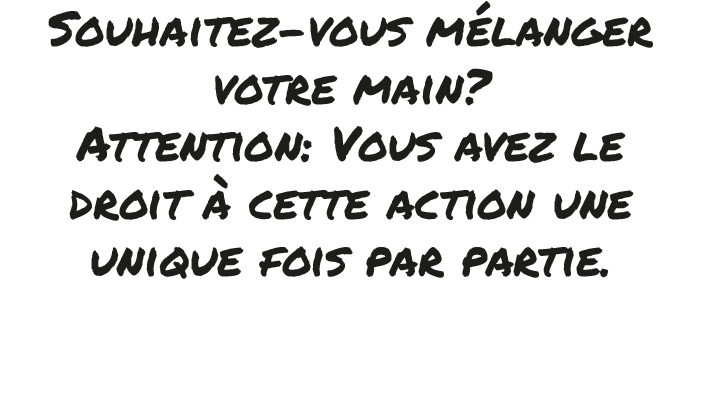 Souhaitez-vous mélanger
votre main?
Attention: Vous avez le
droit à cette action une
unique fois par partie.